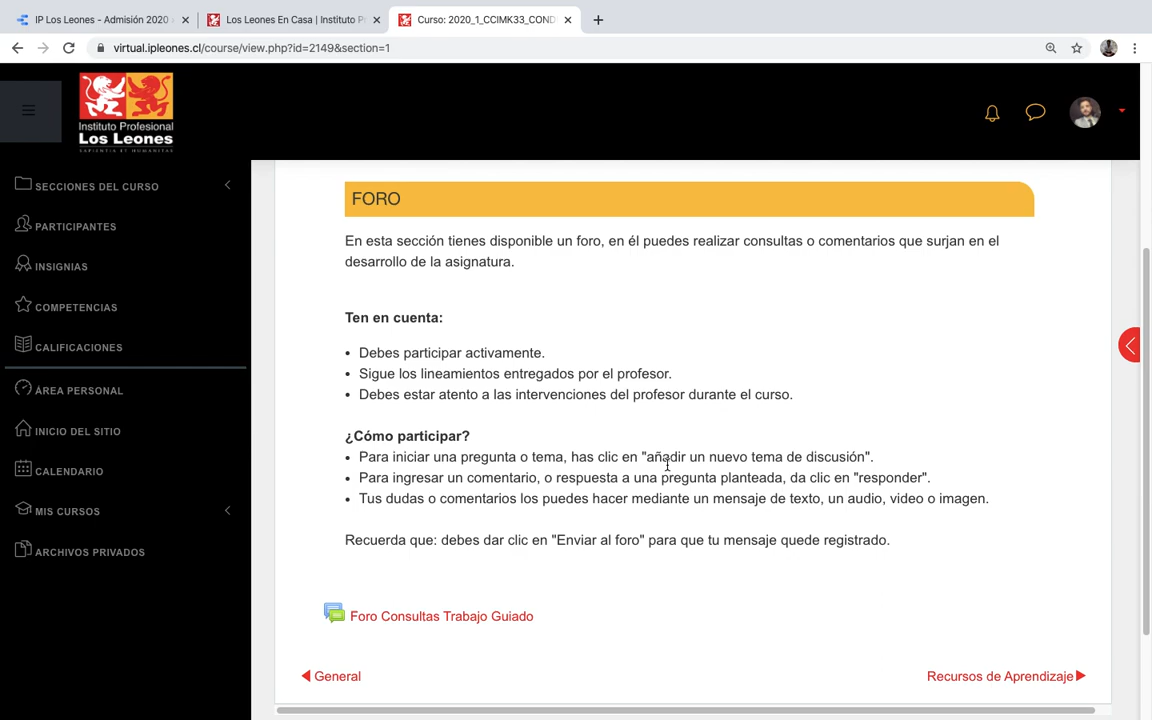 IP Los Leones - Admisión 2020
Los Leones En Casa | Instituto P
Curso: 2020_1_CCIMK33_COND
virtual.ipleones.cl/course/view.php?id=2149&section=1
Instituto Profesional
Los Leones
SECCIONES DEL CURSO
PARTICIPANTES
INSIGNIAS
COMPETENCIAS
CALIFICACIONES
ÁREA PERSONAL
INICIO DEL SITIO
CALENDARIO
MIS CURSOS
ARCHIVOS PRIVADOS
FORO
En esta sección tienes disponible un foro, en él puedes realizar consultas o comentarios que surjan en el
desarrollo de la asignatura.
Ten en cuenta:
• Debes participar activamente.
• Sigue los lineamientos entregados por el profesor.
• Debes estar atento a las intervenciones del profesor durante el curso.
¿Cómo participar?
• Para iniciar una pregunta o tema, has clic en "añadir un nuevo tema de discusión".
• Para ingresar un comentario, o respuesta a una pregunta planteada, da clic en "responder".
• Tus dudas o comentarios los puedes hacer mediante un mensaje de texto, un audio, video o imagen.
Recuerda que: debes dar clic en "Enviar al foro" para que tu mensaje quede registrado.
Foro Consultas Trabajo Guiado
General
Recursos de Aprendizaje